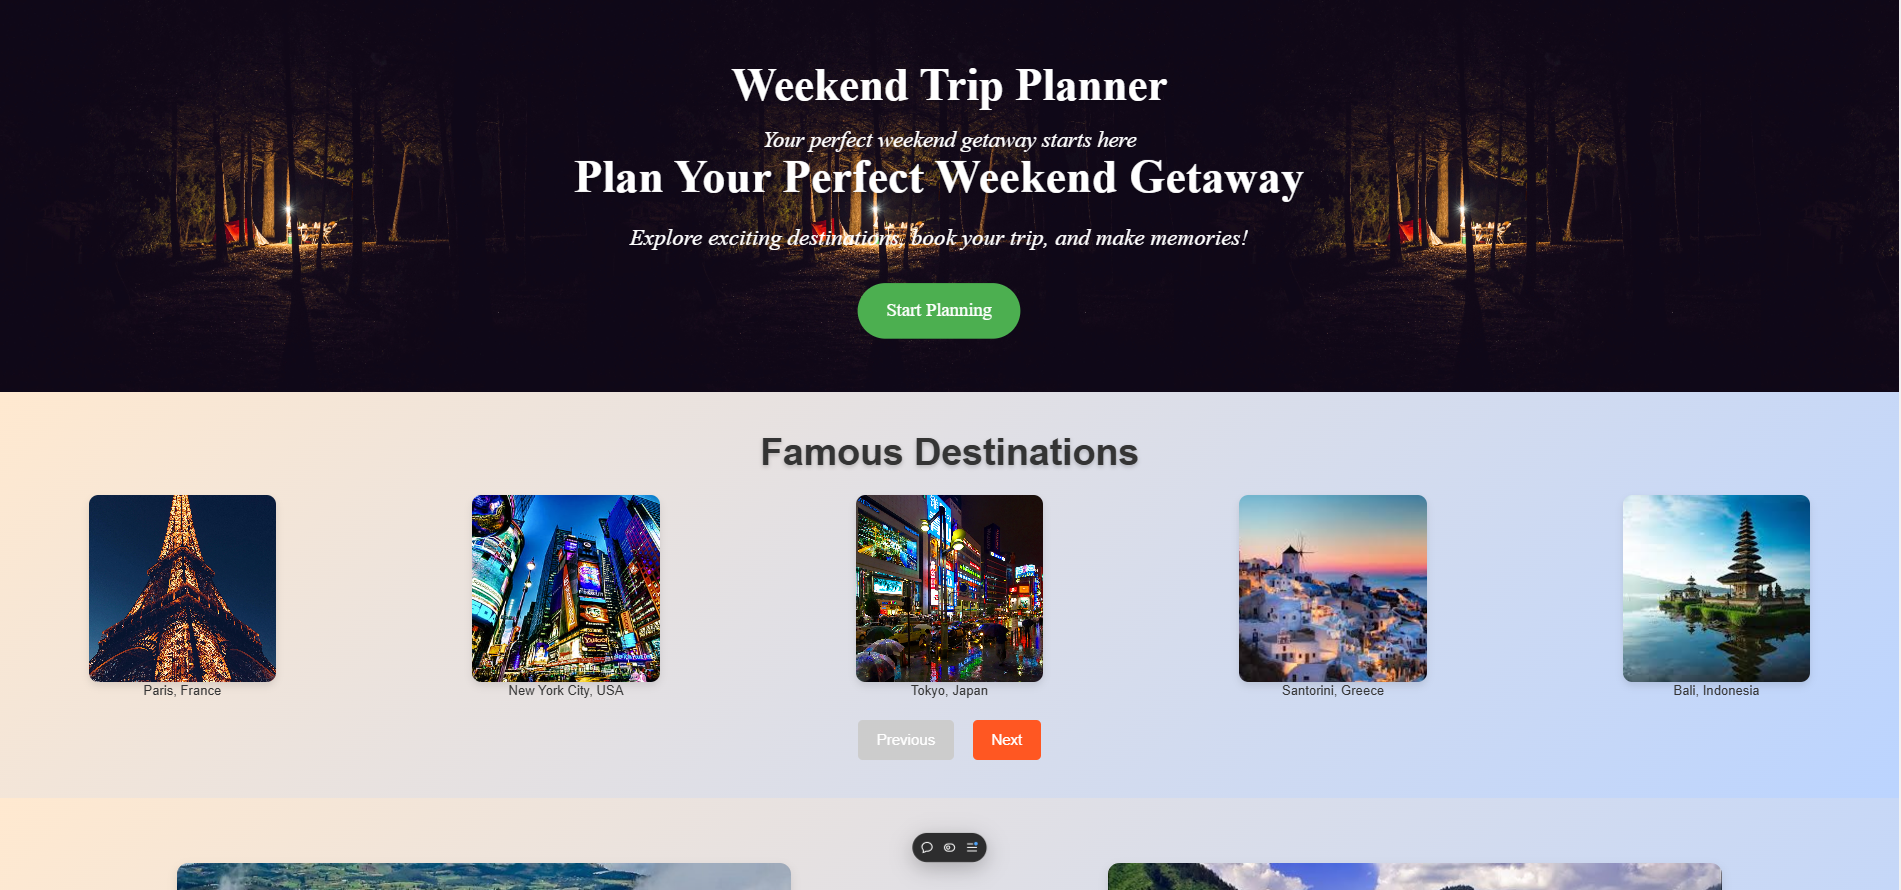 Weekend Trip Planner
Your perfect weekend getaway starts here
Plan Your Perfect Weekend Getaway
Explore exciting destinations, book your trip, and make memories!
Start Planning
Famous Destinations
Paris, France
New York City, USA
Tokyo, Japan
Santorini, Greece
Bali, Indonesia
Previous
Next